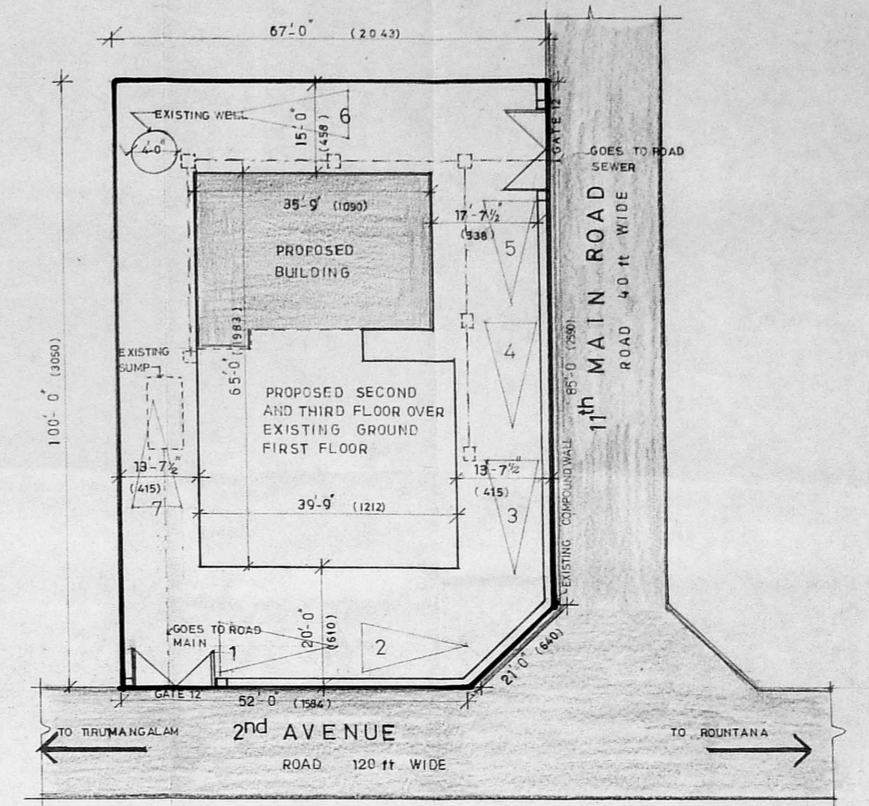 67'-0" (2043)
EXISTING WELL
4'-0"
15'-0"
(458)
6
GATE 12'
GOES TO ROAD
SEWER
35'-9" (1090)
17'-7½"
(538)
PROPOSED
BUILDING
5
11th MAIN ROAD
ROAD 40 ft WIDE
100'-0" (3050)
65'-0" (1983)
EXISTING
SUMP
4
85'-0" (2590)
PROPOSED SECOND
AND THIRD FLOOR OVER
EXISTING GROUND
FIRST FLOOR
13'-7½"
(415)
7
13'-7½"
(415)
39'-9" (1212)
3
EXISTING COMPOUND WALL
GOES TO ROAD
MAIN
1
20'-0"
(610)
2
21'-0" (640)
GATE 12'
52'-0" (1584)
TO TIRUMANGALAM
2nd AVENUE
TO ROUNTANA
ROAD 120 ft WIDE